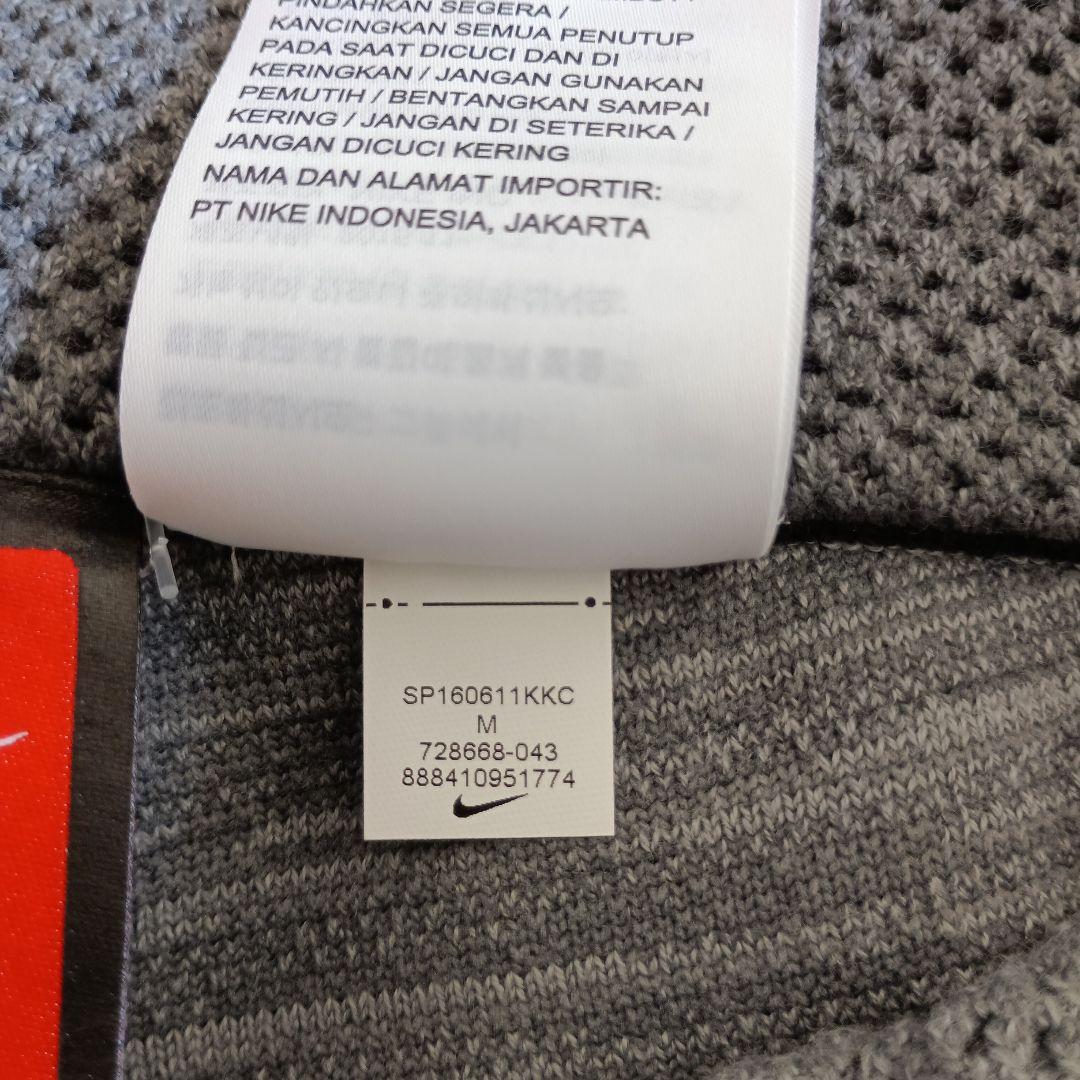 PINDAHKAN SEGERA /
KANCINGKAN SEMUA PENUTUP
PADA SAAT DICUCI DAN DI
KERINGKAN / JANGAN GUNAKAN
PEMUTIH / BENTANGKAN SAMPAI
KERING / JANGAN DI SETERIKA /
JANGAN DICUCI KERING
NAMA DAN ALAMAT IMPORTIR:
PT NIKE INDONESIA, JAKARTA
SP160611KKC
M
728668-043
888410951774